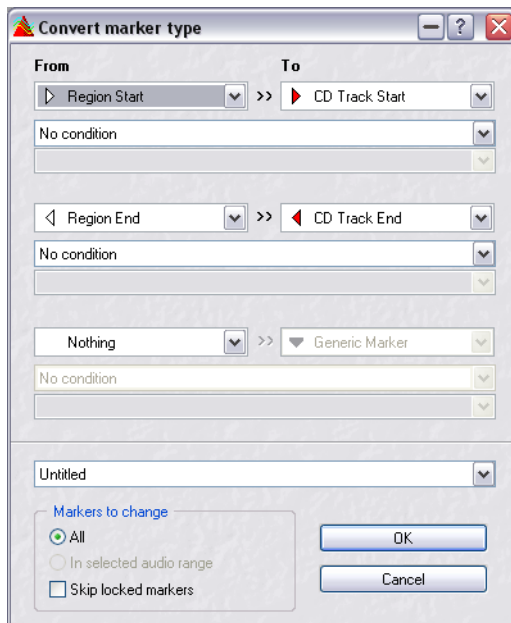 Convert marker type
From To
Region Start >> CD Track Start
No condition
Region End >> CD Track End
No condition
Nothing >> Generic Marker
No condition
Untitled
Markers to change
All
In selected audio range
Skip locked markers
OK
Cancel